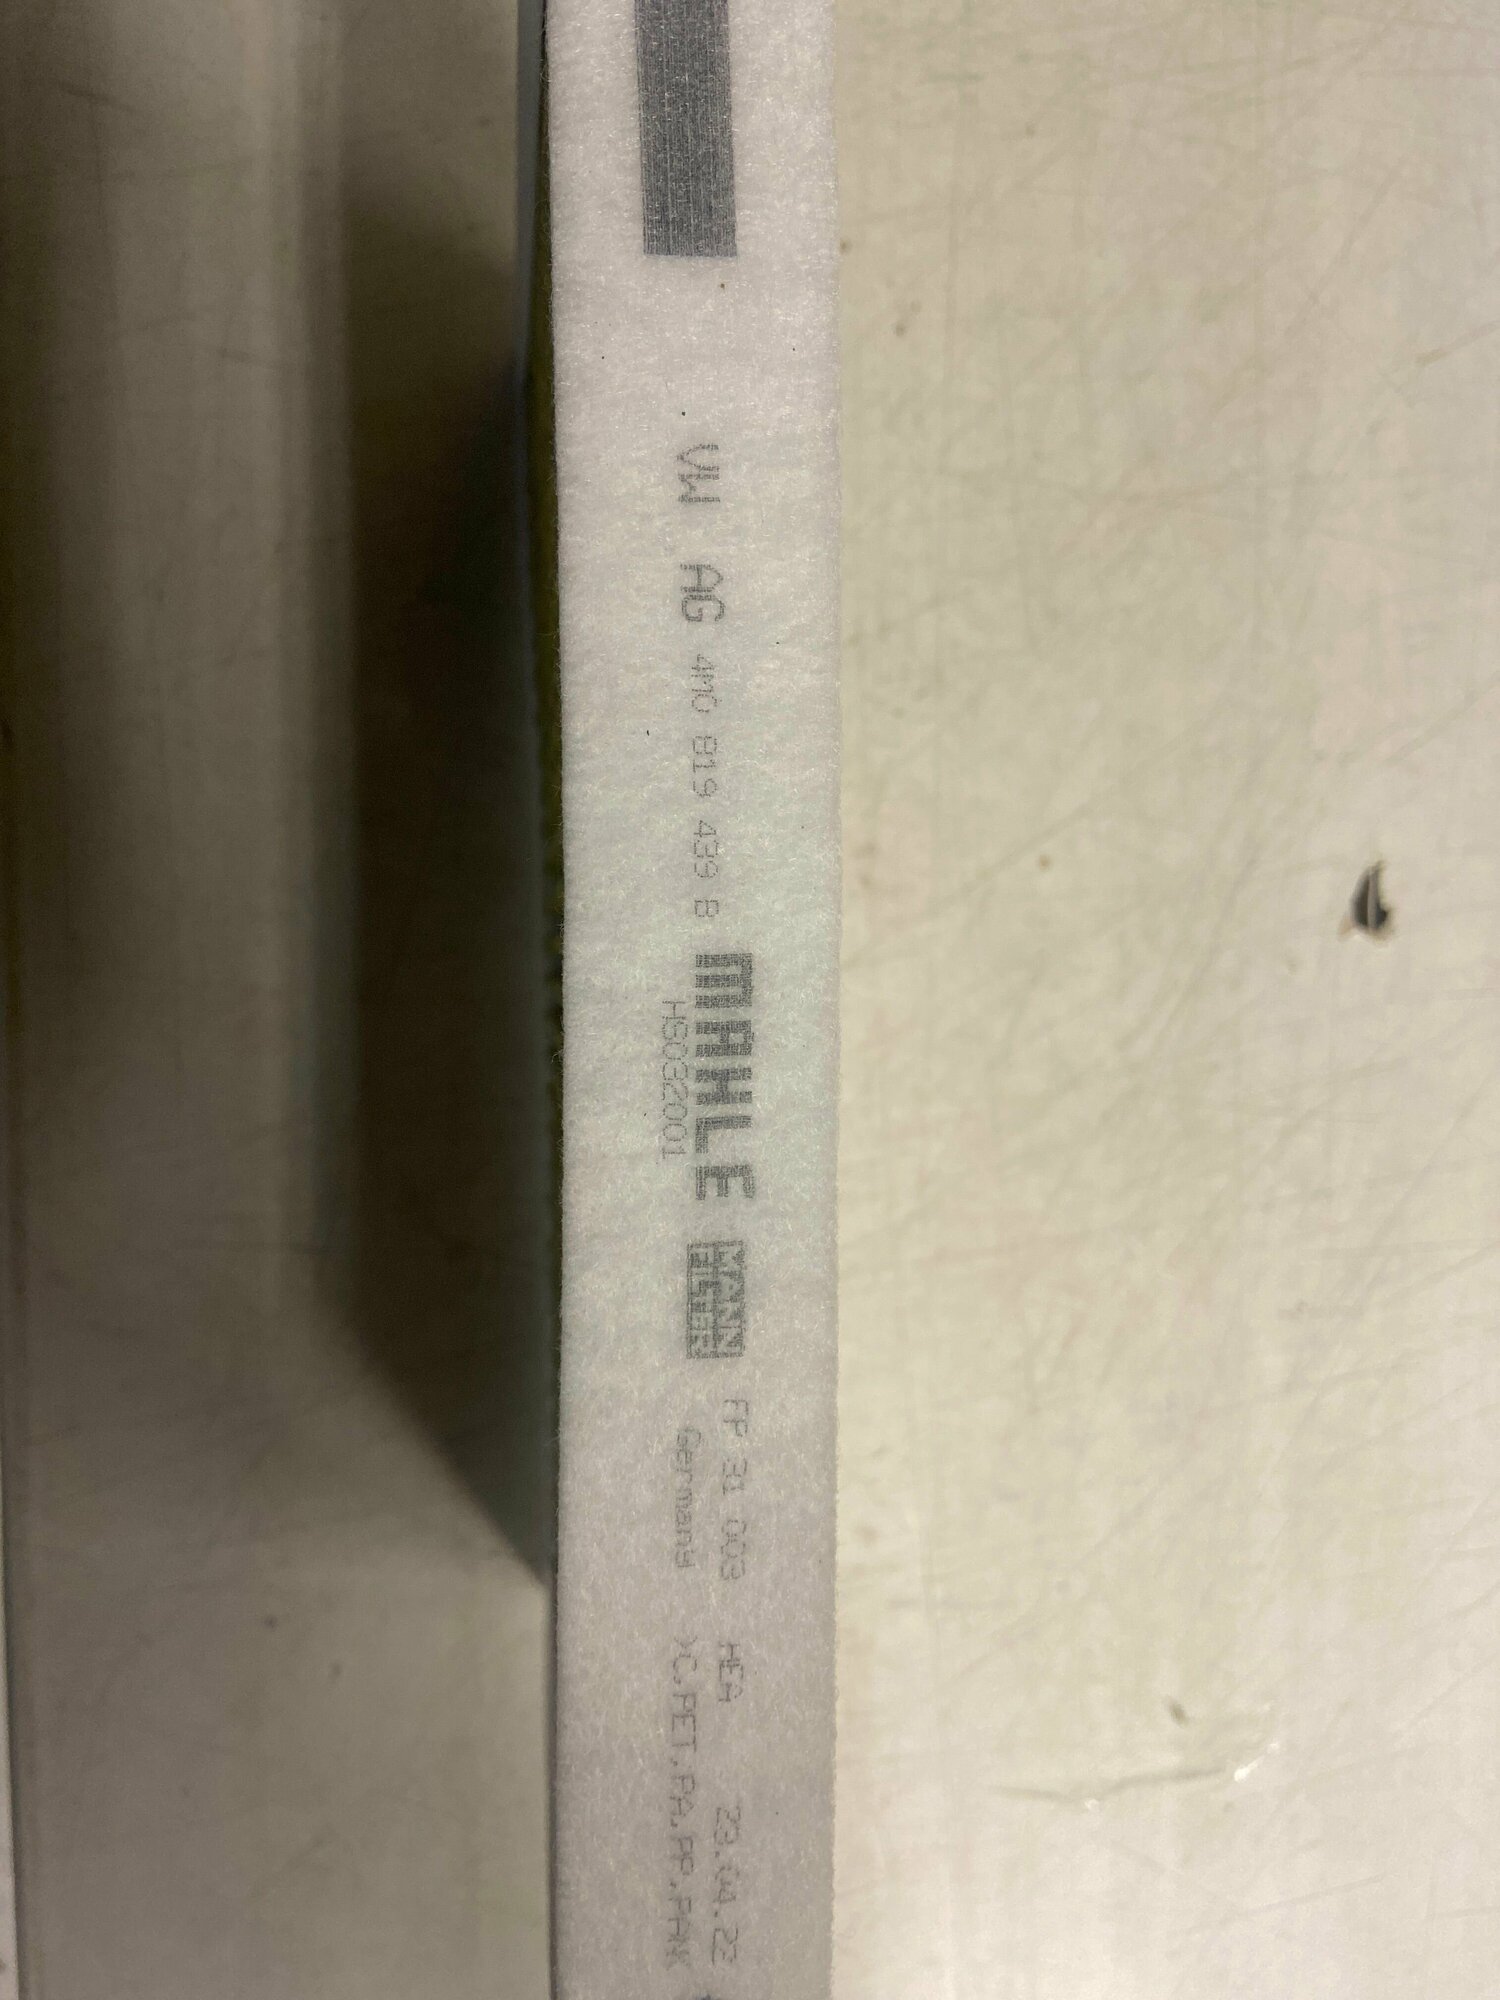 VW AG 4M0 819 439 B
MAHLE
HS032001
MANN
FILTER
FP 31 003 HEA 23.04.22
Germany XC.PET.PA.PP.PAN